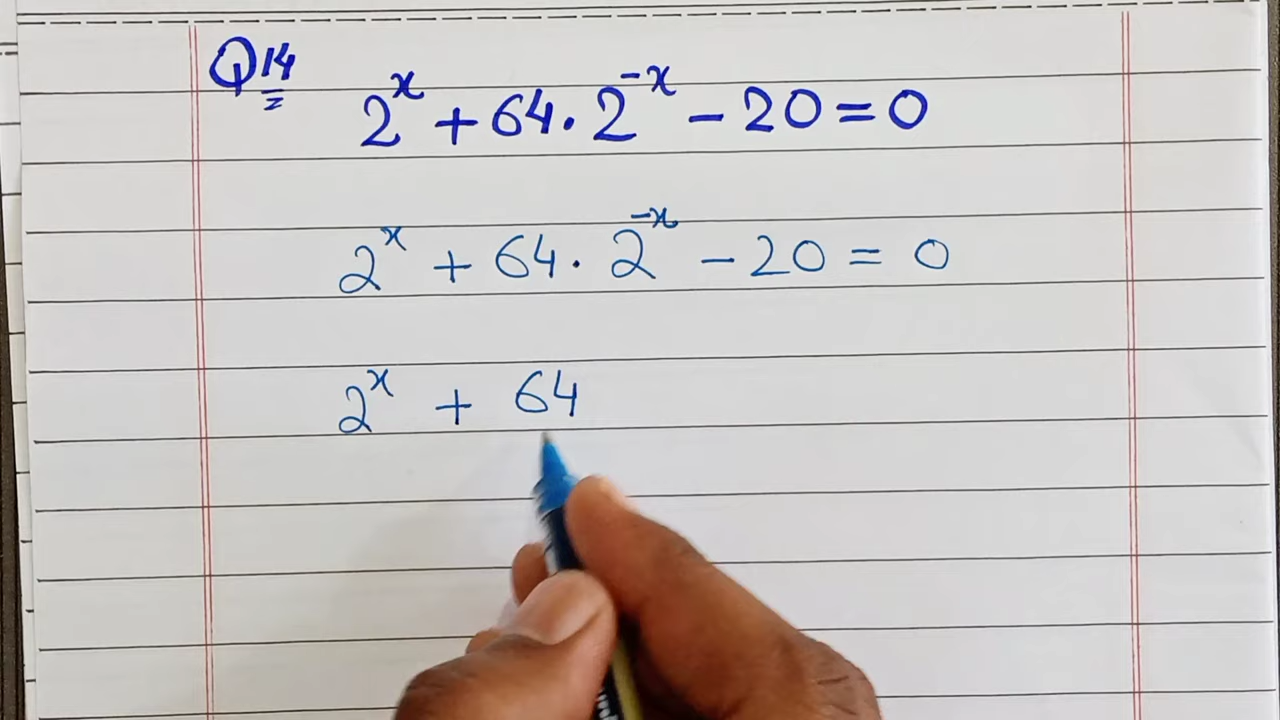 Q14
2^x + 64 · 2^-x - 20 = 0
2^x + 64 · 2^-x - 20 = 0
2^x + 64